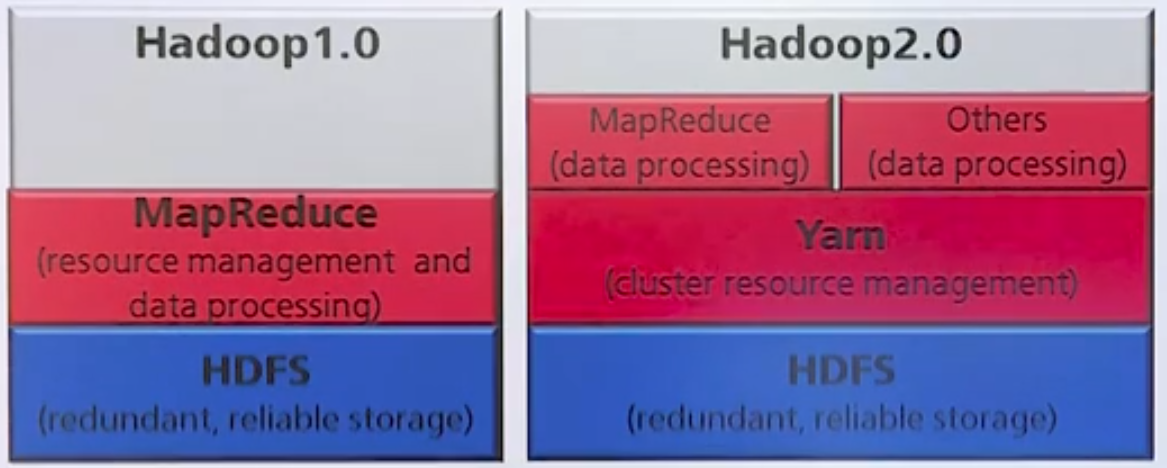 Hadoop1.0
MapReduce
(resource management and
data processing)
HDFS
(redundant, reliable storage)
Hadoop2.0
MapReduce
(data processing)
Others
(data processing)
Yarn
(cluster resource management)
HDFS
(redundant, reliable storage)